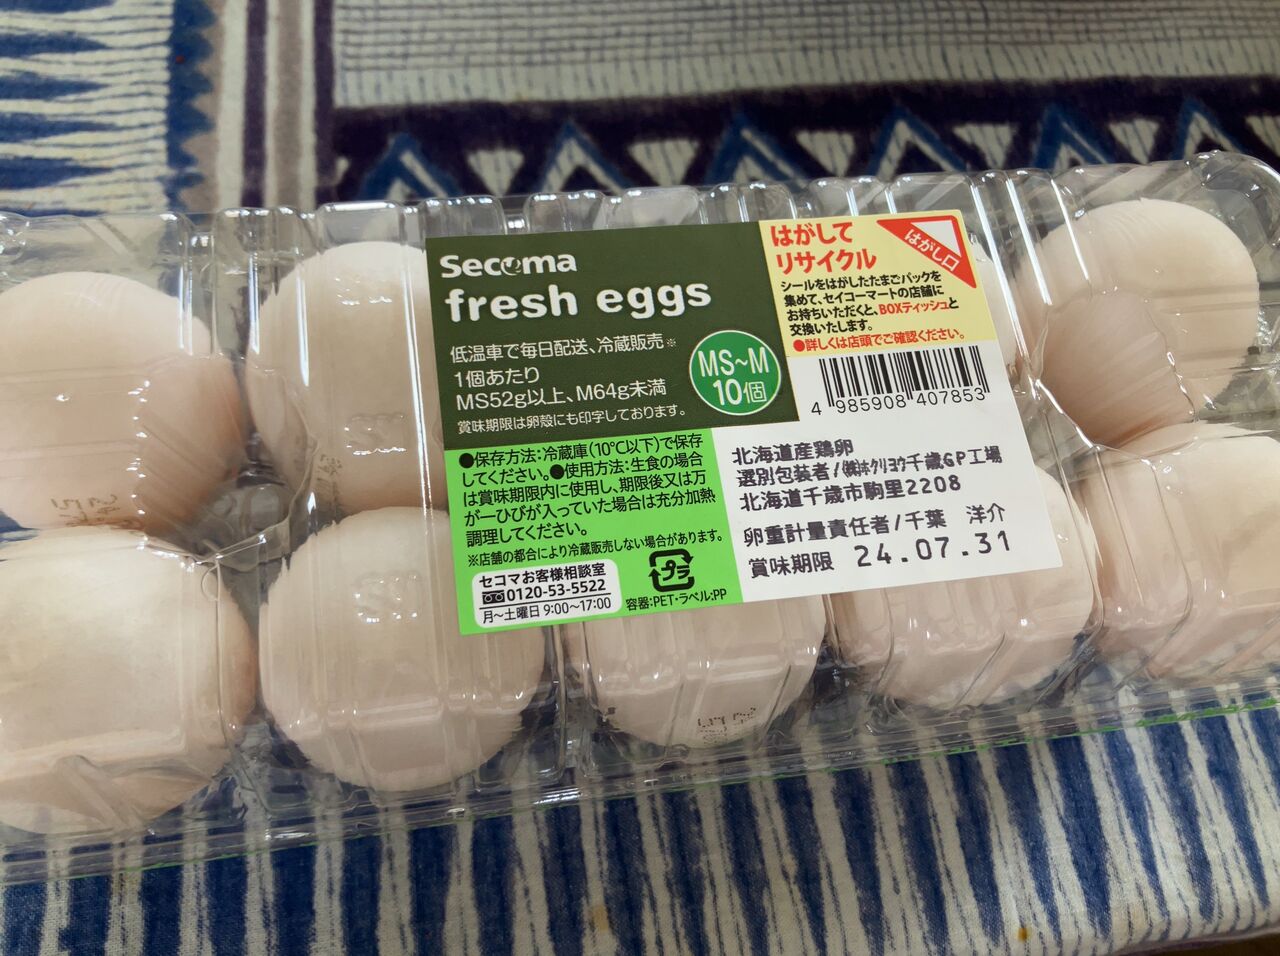 Secoma
fresh eggs
低温車で毎日配送、冷蔵販売※
1個あたり
MS52g以上、M64g未満
賞味期限は卵殻にも印字しております。
MS~M
10個
はがして
リサイクル
はがし口
シールをはがしたたまごパックを
集めて、セイコーマートの店舗に
お持ちいただくと、BOXティッシュと
交換いたします。
●詳しくは店頭でご確認ください。
4 985908 407853
●保存方法:冷蔵庫(10℃以下)で保存
してください。●使用方法:生食の場合
は賞味期限内に使用し、期限後又は万
が一ひびが入っていた場合は充分加熱
調理してください。
※店舗の都合により冷蔵販売しない場合があります。
セコマお客様相談室
0120-53-5522
月~土曜日 9:00~17:00
プラ
容器:PET・ラベル:PP
北海道産鶏卵
選別包装者/㈱ホクリヨウ千歳GP工場
北海道千歳市駒里2208
卵重計量責任者/千葉 洋介
賞味期限 24.07.31